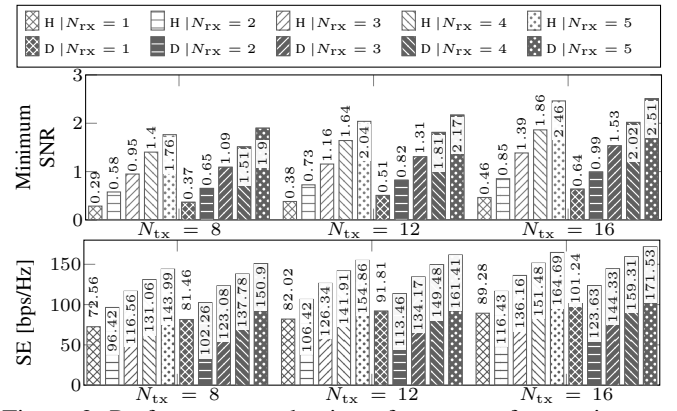 H |N_rx = 1 H |N_rx = 2 H |N_rx = 3 H |N_rx = 4 H |N_rx = 5
D |N_rx = 1 D |N_rx = 2 D |N_rx = 3 D |N_rx = 4 D |N_rx = 5
Minimum
SNR
3
2
1
0
0.29 0.58 0.95 1.4 1.76 0.37 0.65 1.09 1.51 1.9
0.38 0.73 1.16 1.64 2.04 0.51 0.82 1.31 1.81 2.17
0.46 0.85 1.39 1.86 2.46 0.64 0.99 1.53 2.02 2.51
N_tx = 8 N_tx = 12 N_tx = 16
SE [bps/Hz]
150
100
50
0
72.56 96.42 116.56 131.06 143.99 81.46 102.26 123.08 137.78 150.9
82.02 106.42 126.34 141.91 154.86 91.81 113.46 134.17 149.48 161.41
89.28 116.43 136.16 151.48 164.69 101.24 123.63 144.33 159.31 171.53
N_tx = 8 N_tx = 12 N_tx = 16